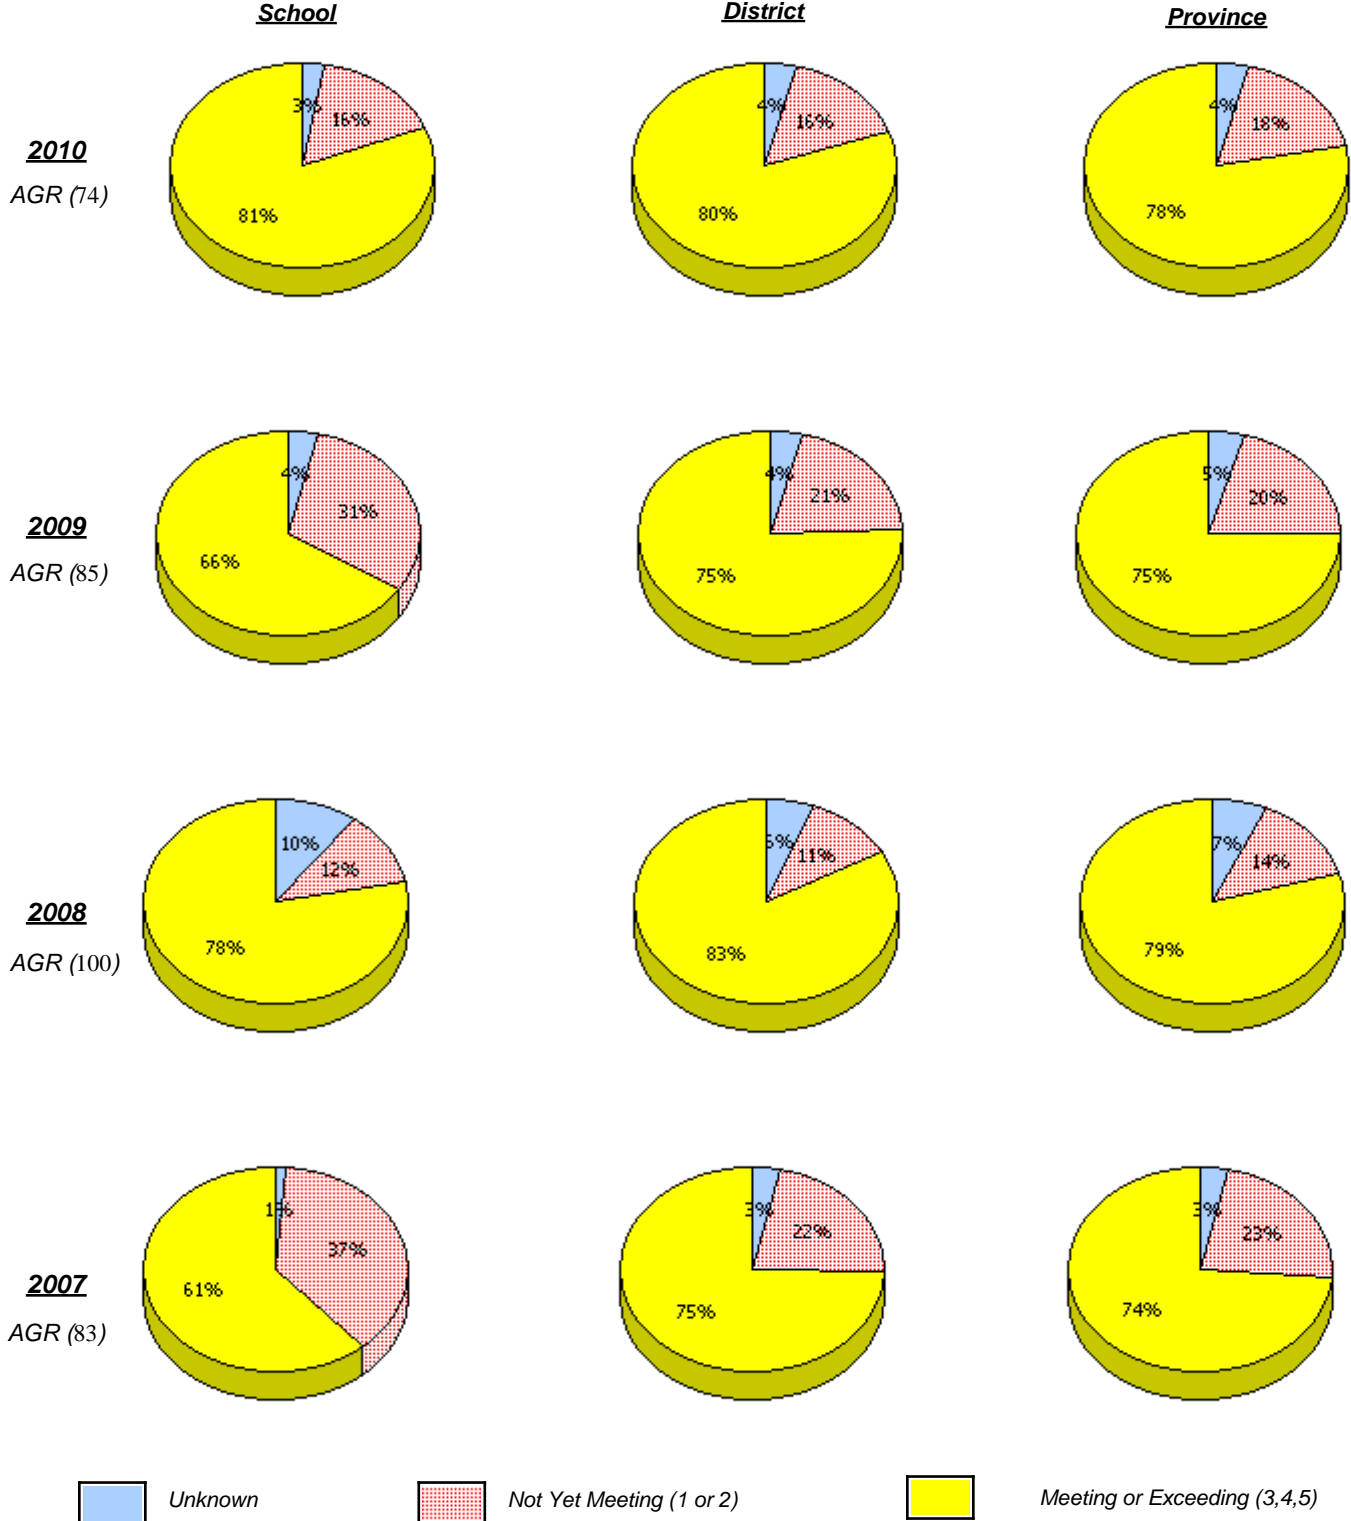 School District Province
3% 16% 4% 16% 4% 18%
2010
AGR (74)
81% 80% 78%
4% 31% 4% 21% 5% 20%
2009
AGR (85)
66% 75% 75%
10% 12% 11% 7% 14%
2008
AGR (100)
78% 83% 79%
1% 37% 3% 22% 3% 23%
2007
AGR (83)
61% 75% 74%
Unknown Not Yet Meeting (1 or 2) Meeting or Exceeding (3,4,5)